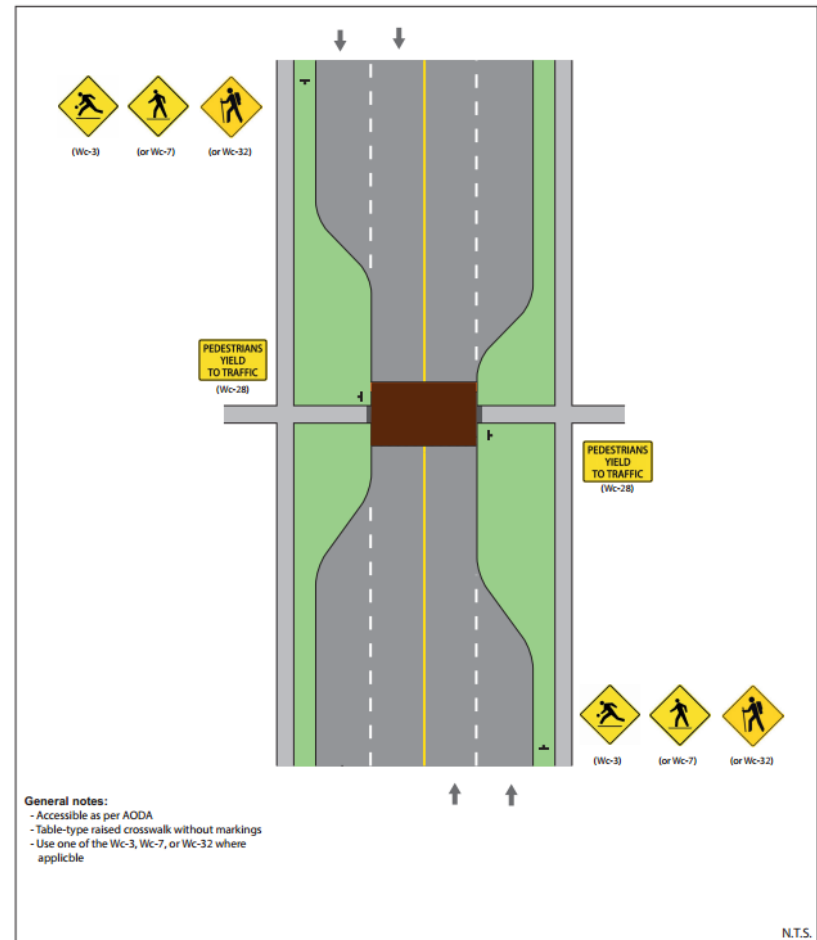 (Wc-3) (or Wc-7) (or Wc-32)
PEDESTRIANS
YIELD
TO TRAFFIC
(Wc-28)
PEDESTRIANS
YIELD
TO TRAFFIC
(Wc-28)
(Wc-3) (or Wc-7) (or Wc-32)
General notes:
- Accessible as per AODA
- Table-type raised crosswalk without markings
- Use one of the Wc-3, Wc-7, or Wc-32 where
applicble
N.T.S.